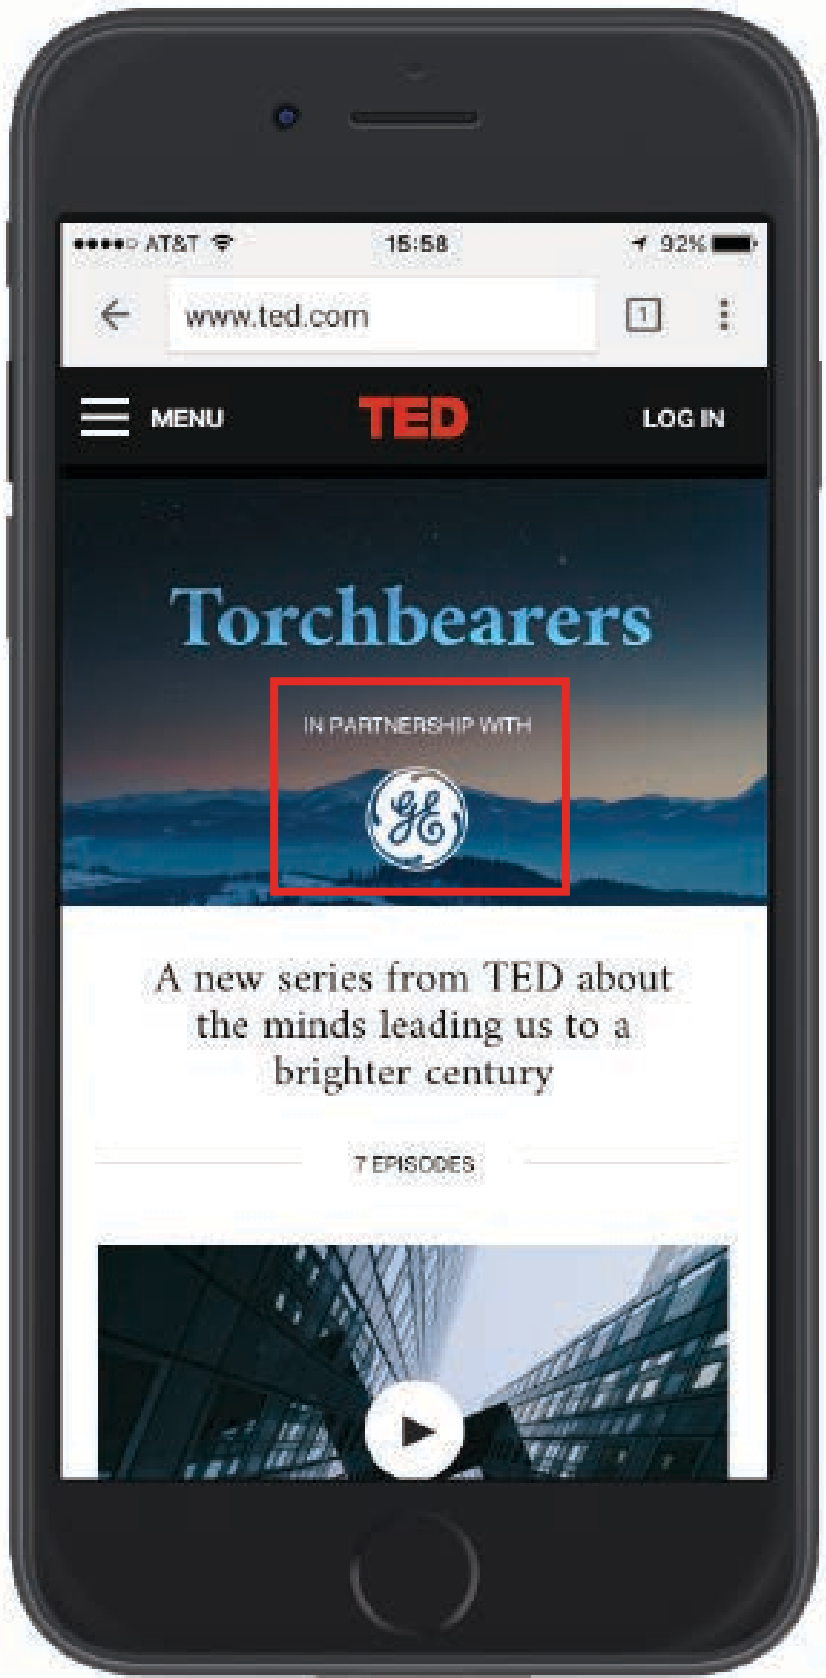 AT&T 15:58 92%
www.ted.com 1
MENU TED LOG IN
Torchbearers
IN PARTNERSHIP WITH
GE
A new series from TED about
the minds leading us to a
brighter century
7 EPISODES